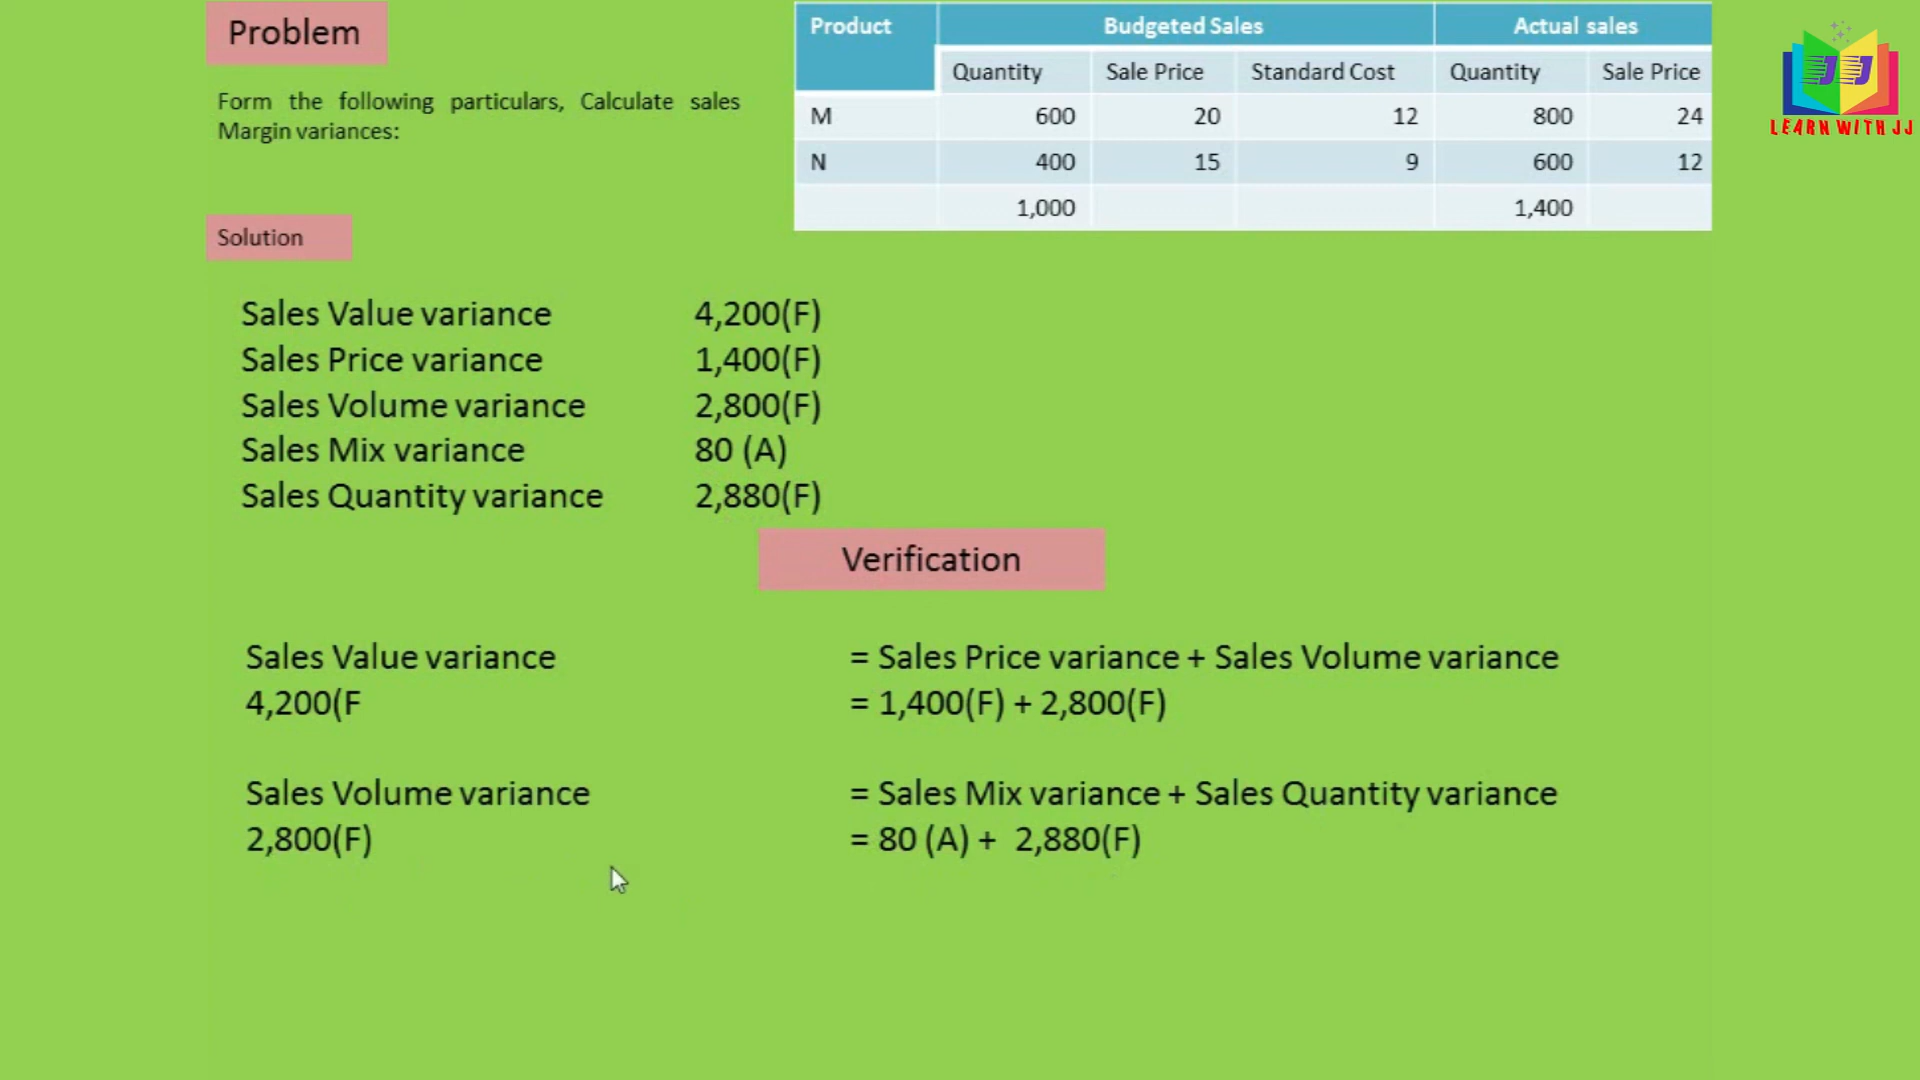 Problem
Form the following particulars, Calculate sales
Margin variances:
Product Budgeted Sales Actual sales
Quantity Sale Price Standard Cost Quantity Sale Price
M 600 20 12 800 24
N 400 15 9 600 12
1,000 1,400
JJ
LEARN WITH JJ
Solution
Sales Value variance 4,200(F)
Sales Price variance 1,400(F)
Sales Volume variance 2,800(F)
Sales Mix variance 80 (A)
Sales Quantity variance 2,880(F)
Verification
Sales Value variance = Sales Price variance + Sales Volume variance
4,200(F = 1,400(F) + 2,800(F)
Sales Volume variance = Sales Mix variance + Sales Quantity variance
2,800(F) = 80 (A) + 2,880(F)